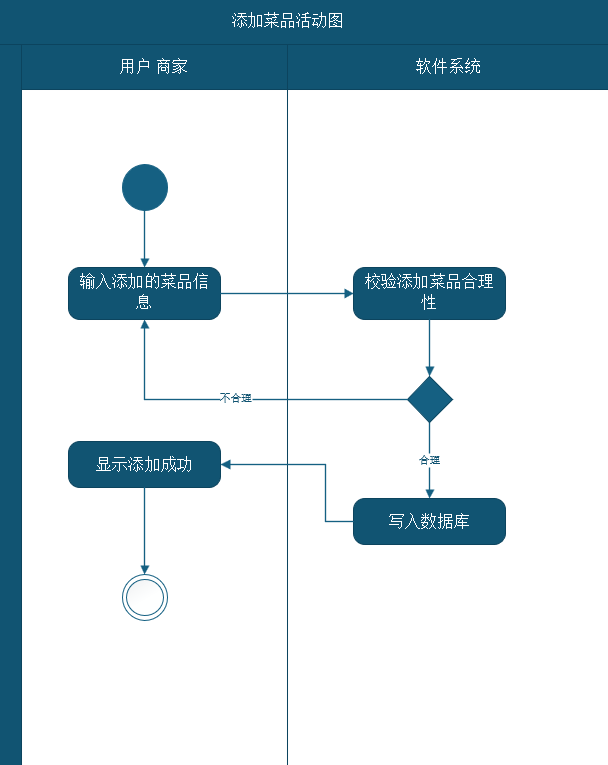 添加菜品活动图
用户 商家
软件系统
输入添加的菜品信
息
校验添加菜品合理
性
不合理
合理
显示添加成功
写入数据库